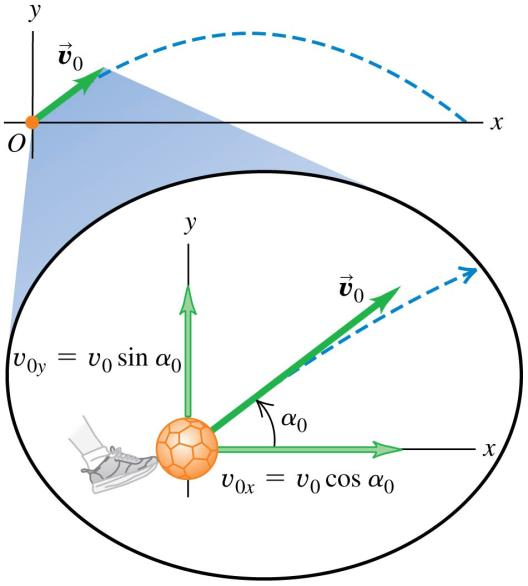 y
v⃗₀
O
x
y
v⃗₀
v₀y = v₀ sin α₀
α₀
x
v₀x = v₀ cos α₀